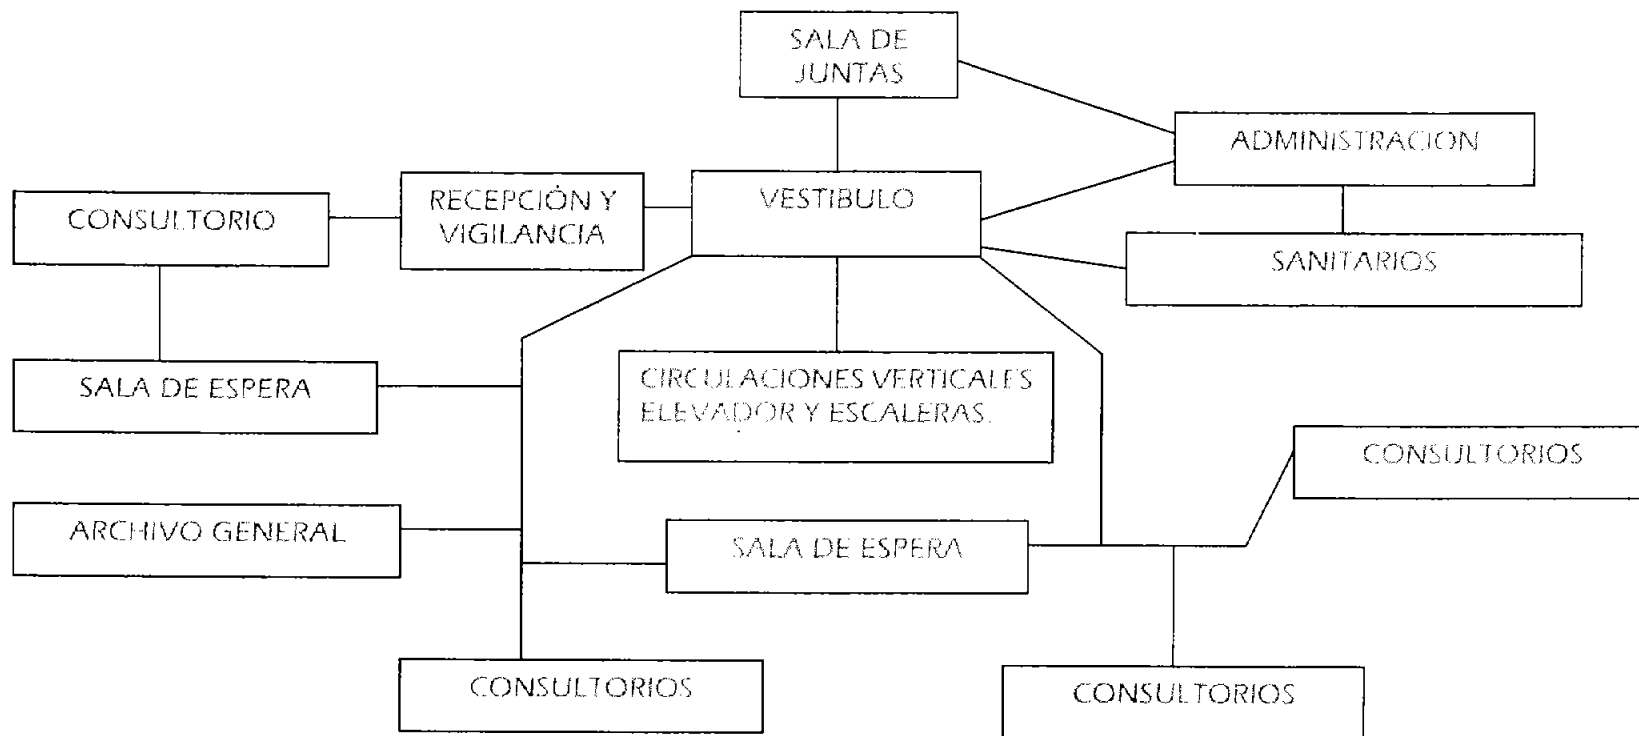 SALA DE
JUNTAS
ADMINISTRACION
RECEPCIÓN Y
VIGILANCIA
VESTIBULO
CONSULTORIO
SANITARIOS
SALA DE ESPERA
CIRCULACIONES VERTICALES
ELEVADOR Y ESCALERAS.
CONSULTORIOS
ARCHIVO GENERAL
SALA DE ESPERA
CONSULTORIOS
CONSULTORIOS